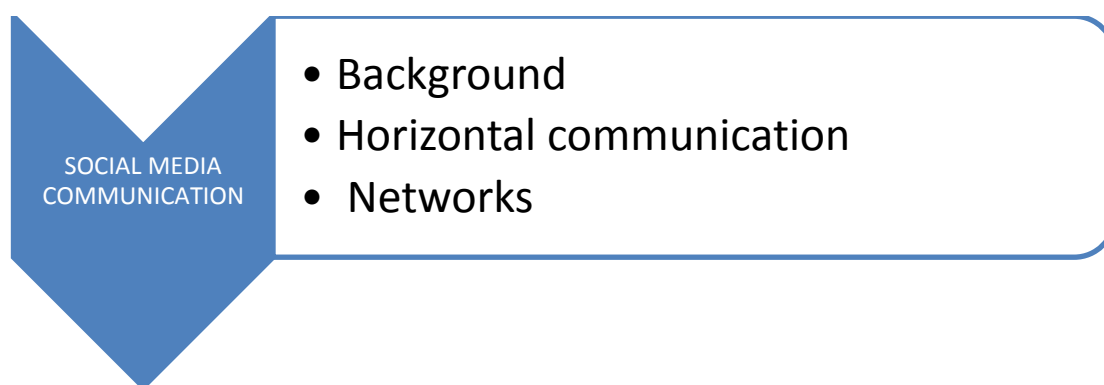 SOCIAL MEDIA
COMMUNICATION
• Background
• Horizontal communication
• Networks